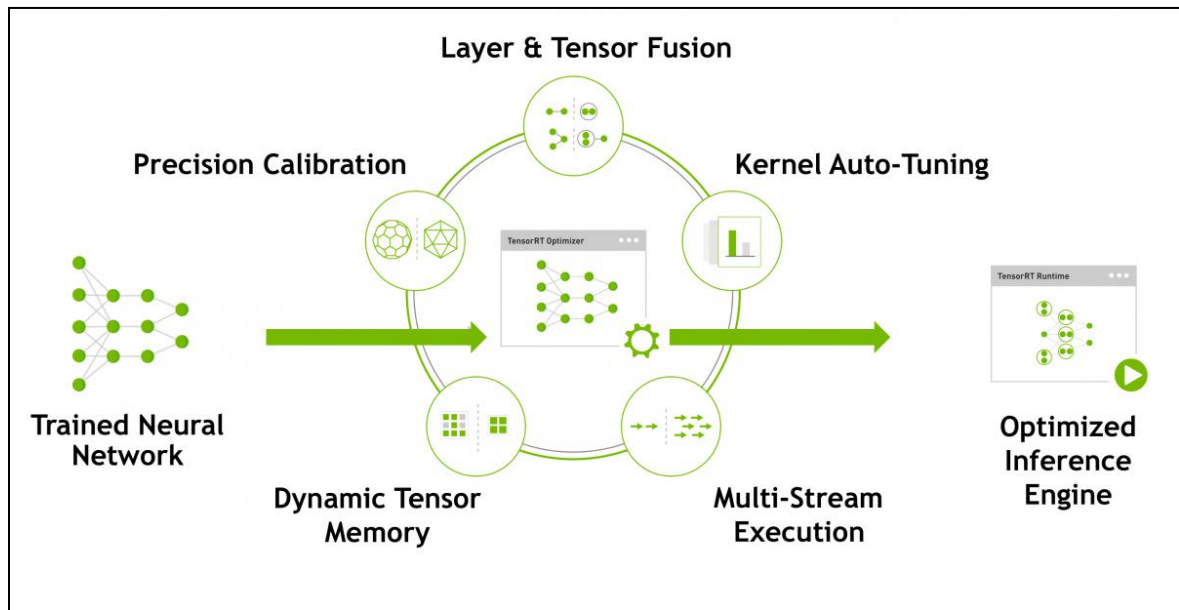 Layer & Tensor Fusion
Precision Calibration
Kernel Auto-Tuning
TensorRT Optimizer
TensorRT Runtime
Trained Neural
Network
Optimized
Inference
Engine
Dynamic Tensor
Memory
Multi-Stream
Execution